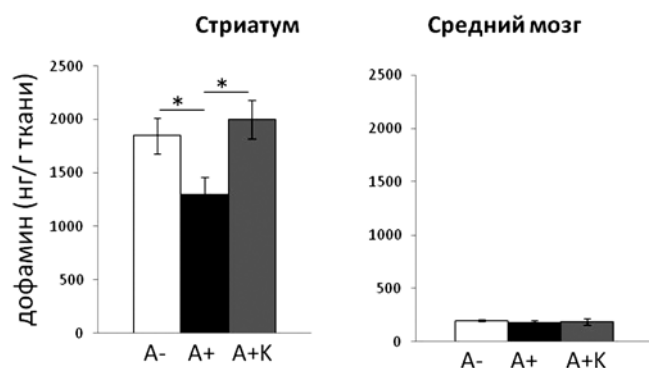 Стриатум
Средний мозг
дофамин (нг/г ткани)
2500
2000
1500
1000
500
0
* *
А- А+ А+К
2500
2000
1500
1000
500
0
А- А+ А+К